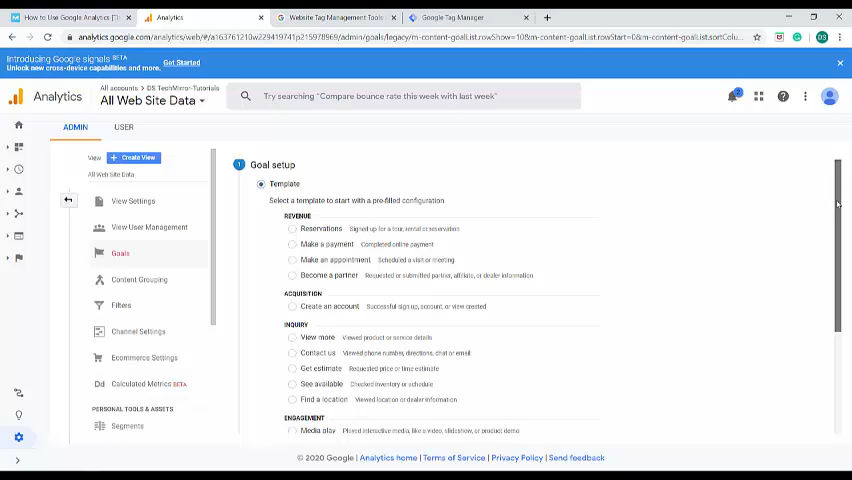 How to Use Google Analytics [D
Analytics
Website Tag Management Tools
Google Tag Manager
analytics.google.com/analytics/web/#/a163761210w229419741p215978969/admin/goals/legacy/m-content-goalList.rowShow=10&m-content-goalList.rowStart=0&m-content-goalList.sortColu...
DS
Introducing Google signals BETA
Unlock new cross-device capabilities and more.
Get Started
Analytics
All accounts > DS TechMirror-Tutorials
All Web Site Data
Try searching "Compare bounce rate this week with last week"
2
ADMIN
USER
View
+ Create View
All Web Site Data
View Settings
View User Management
Goals
Content Grouping
Filters
Channel Settings
Ecommerce Settings
Dd Calculated Metrics BETA
PERSONAL TOOLS & ASSETS
Segments
1 Goal setup
Template
Select a template to start with a pre-filled configuration
REVENUE
Reservations Signed up for a tour, rental or reservation
Make a payment Completed online payment
Make an appointment Scheduled a visit or meeting
Become a partner Requested or submitted partner, affiliate, or dealer information
ACQUISITION
Create an account Successful sign up, account, or view created
INQUIRY
View more Viewed product or service details
Contact us Viewed phone number, directions, chat or email
Get estimate Requested price or time estimate
See available Checked inventory or schedule
Find a location Viewed location or dealer information
ENGAGEMENT
Media play Played interactive media, like a video, slideshow, or product demo
© 2020 Google | Analytics home | Terms of Service | Privacy Policy | Send feedback